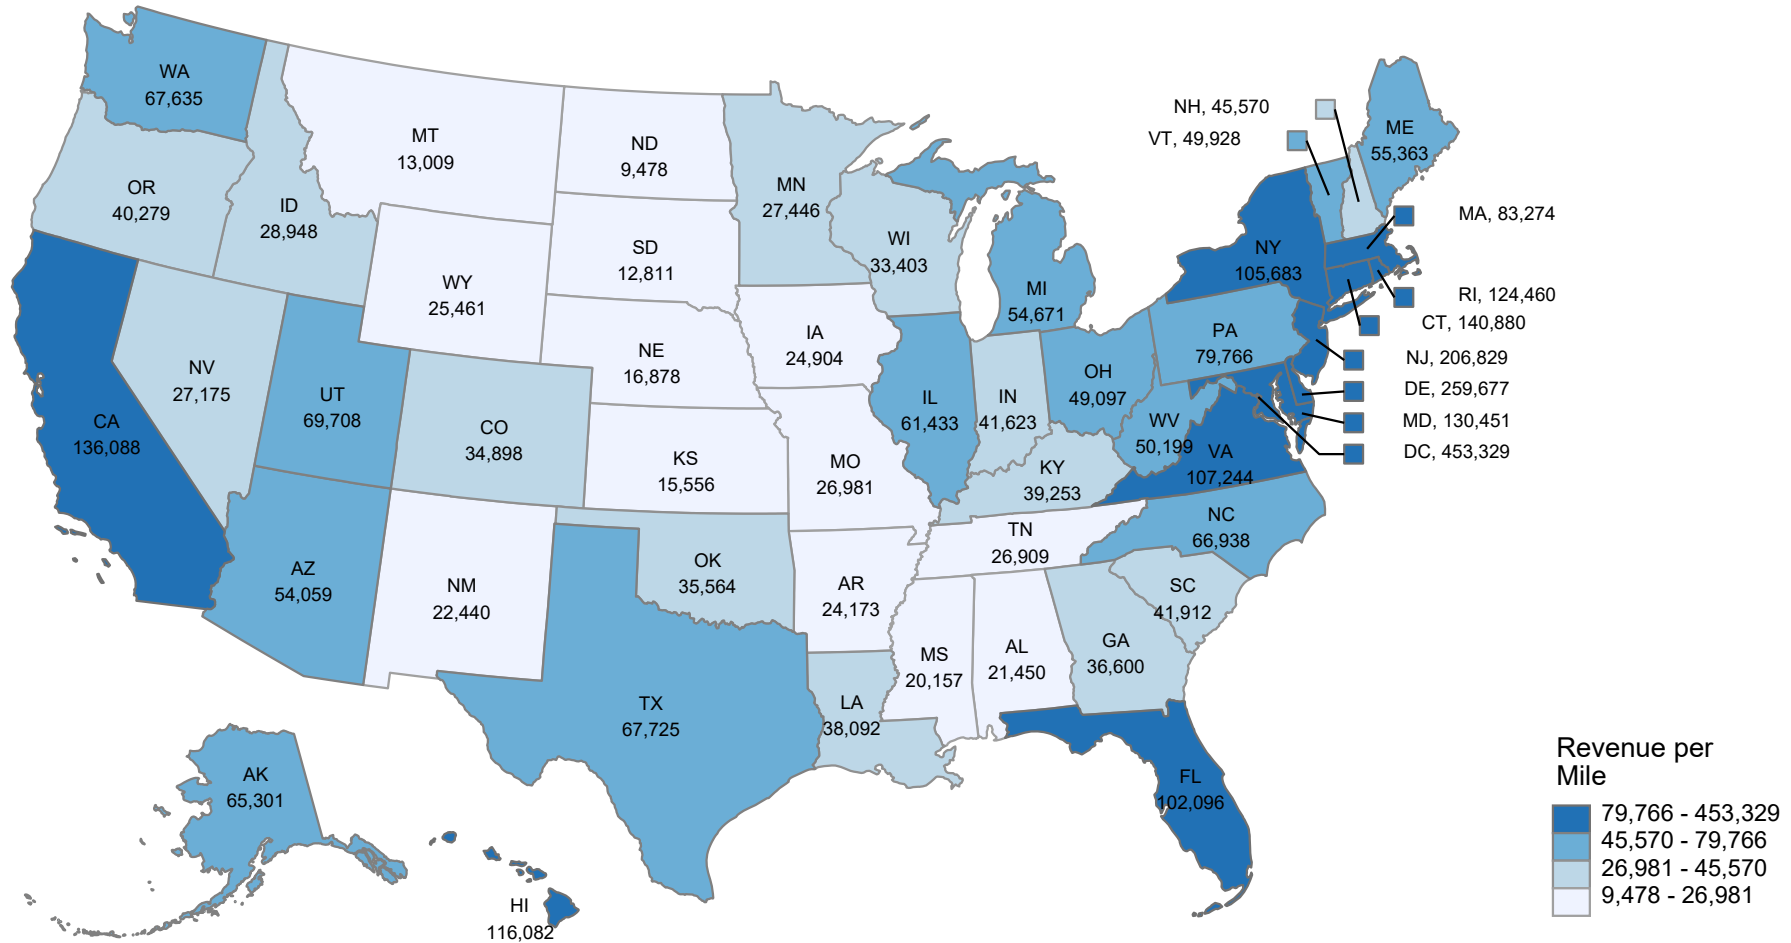 WA
67,635
MT
13,009
ND
9,478
MN
27,446
OR
40,279
ID
28,948
WY
25,461
SD
12,811
WI
33,403
MI
54,671
NH, 45,570
VT, 49,928
ME
55,363
NY
105,683
MA, 83,274
RI, 124,460
CT, 140,880
NJ, 206,829
DE, 259,677
MD, 130,451
DC, 453,329
PA
79,766
CA
136,088
NV
27,175
UT
69,708
CO
34,898
NE
16,878
IA
24,904
IL
61,433
IN
41,623
OH
49,097
WV
50,199
VA
107,244
KS
15,556
MO
26,981
KY
39,253
NC
66,938
TN
26,909
AZ
54,059
NM
22,440
OK
35,564
AR
24,173
SC
41,912
MS
20,157
AL
21,450
GA
36,600
TX
67,725
LA
38,092
FL
102,096
AK
65,301
HI
116,082
Revenue per
Mile
79,766 - 453,329
45,570 - 79,766
26,981 - 45,570
9,478 - 26,981